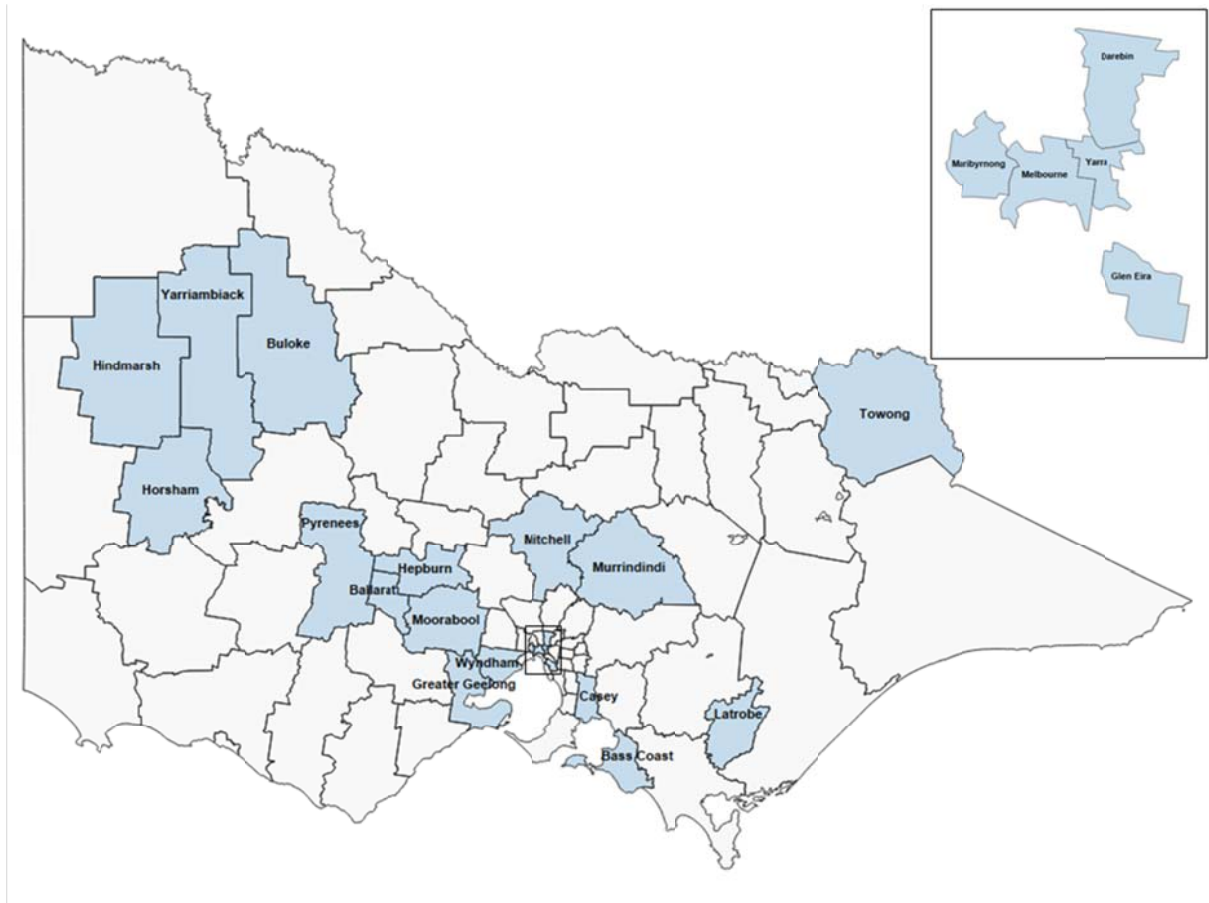 Darebin
Maribyrnong
Melbourne
Yarra
Glen Eira
Yarriambiack
Buloke
Hindmarsh
Towong
Horsham
Pyrenees
Mitchell
Hepburn
Murrindindi
Ballarat
Moorabool
Wyndham
Greater Geelong
Casey
Latrobe
Bass Coast